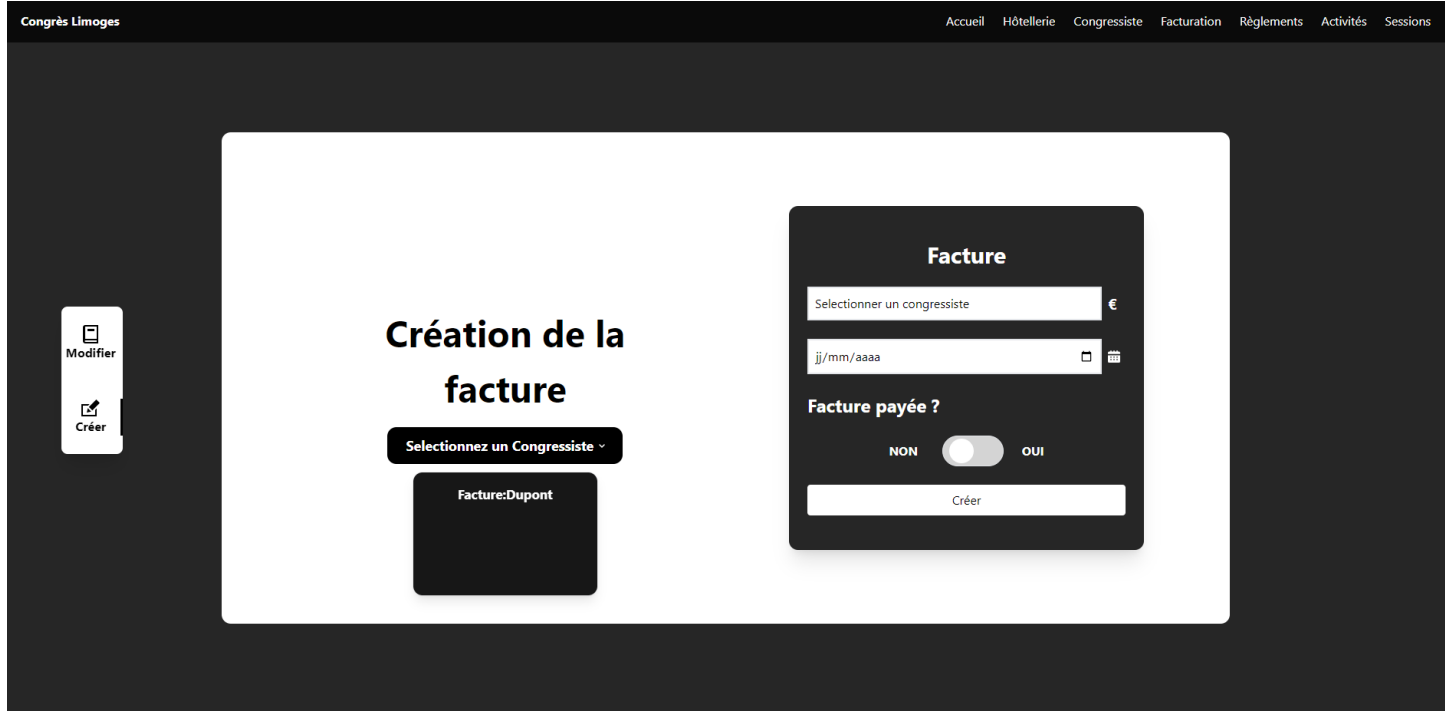 Congrès Limoges
Accueil Hôtellerie Congressiste Facturation Règlements Activités Sessions
Modifier
Créer
Création de la
facture
Selectionnez un Congressiste
Facture:Dupont
Facture
Selectionner un congressiste €
jj/mm/aaaa
Facture payée ?
NON OUI
Créer